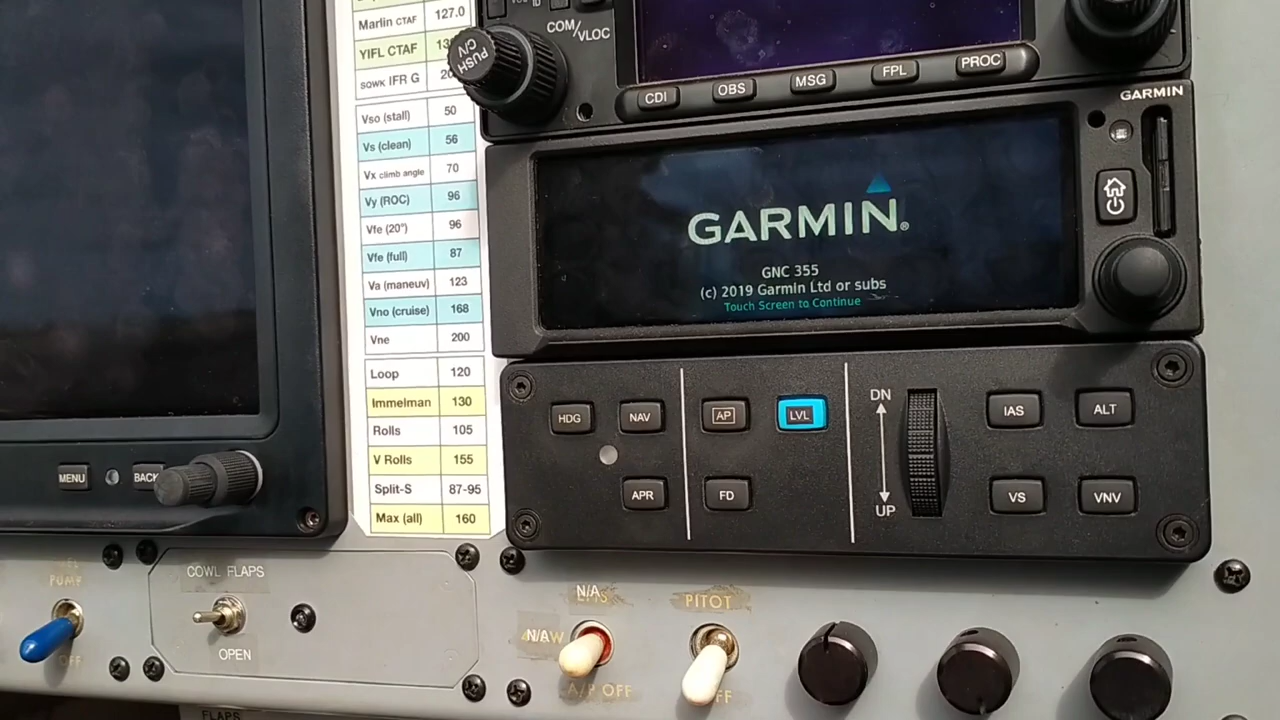 Marlin CTAF 127.0
YIFL CTAF
SQWK IFR G
Vso (stall) 50
Vs (clean) 56
Vx climb angle 70
Vy (ROC) 96
Vfe (20°) 96
Vfe (full) 87
Va (maneuv) 123
Vno (cruise) 168
Vne 200
Loop 120
Immelman 130
Rolls 105
V Rolls 155
Split-S 87-95
Max (all) 160
COM/VLOC
PUSH
C/V
CDI OBS MSG FPL PROC
GARMIN
GARMIN®
GNC 355
(c) 2019 Garmin Ltd or subs
Touch Screen to Continue
HDG NAV AP LVL DN IAS ALT
APR FD UP VS VNV
MENU BACK
PUMP
OFF
COWL FLAPS
OPEN
N/A
N/A
A/P OFF
PITOT
FLAPS